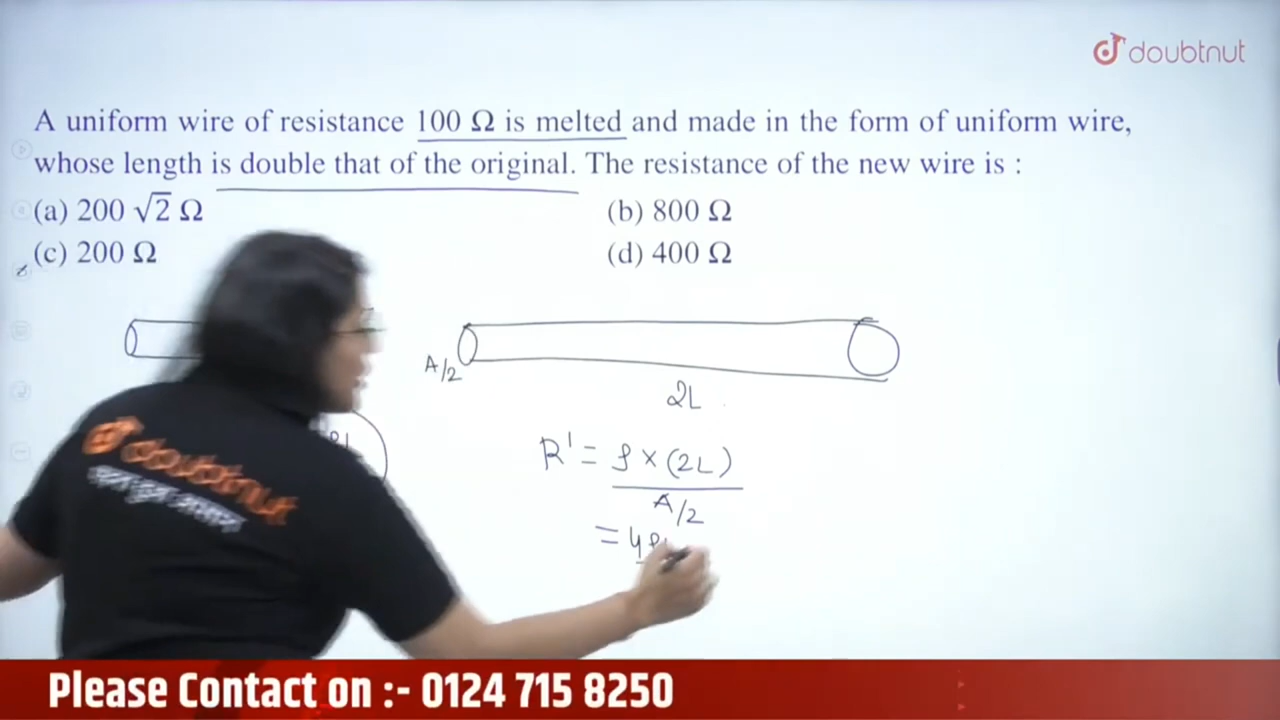 doubtnut
A uniform wire of resistance 100 Ω is melted and made in the form of uniform wire,
whose length is double that of the original. The resistance of the new wire is :
(a) 200 √2 Ω
(b) 800 Ω
(c) 200 Ω
(d) 400 Ω
A/2
2L
R' = ρ × (2L)
A/2
= 4ρ
doubtnut
Please Contact on :- 0124 715 8250